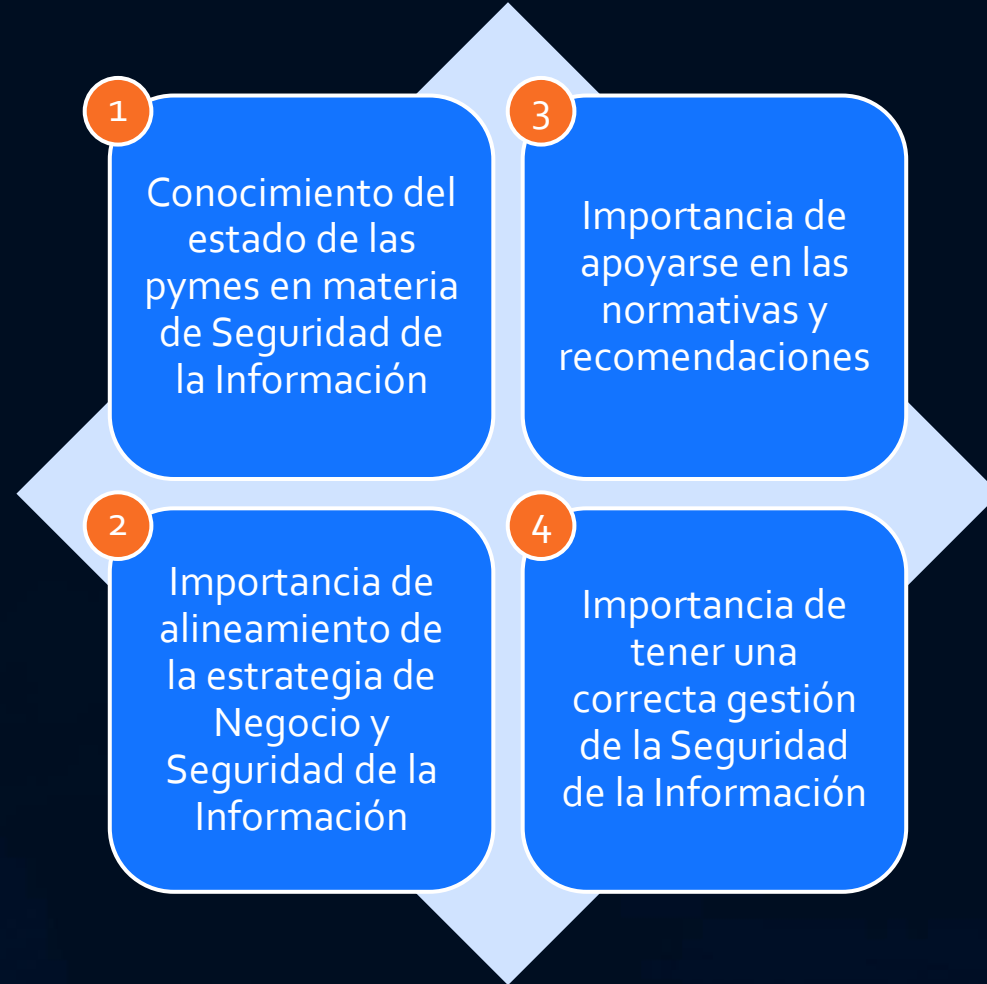 1
Conocimiento del
estado de las
pymes en materia
de Seguridad de
la Información
2
Importancia de
alineamiento de
la estrategia de
Negocio y
Seguridad de la
Información
3
Importancia de
apoyarse en las
normativas y
recomendaciones
4
Importancia de
tener una
correcta gestión
de la Seguridad
de la Información